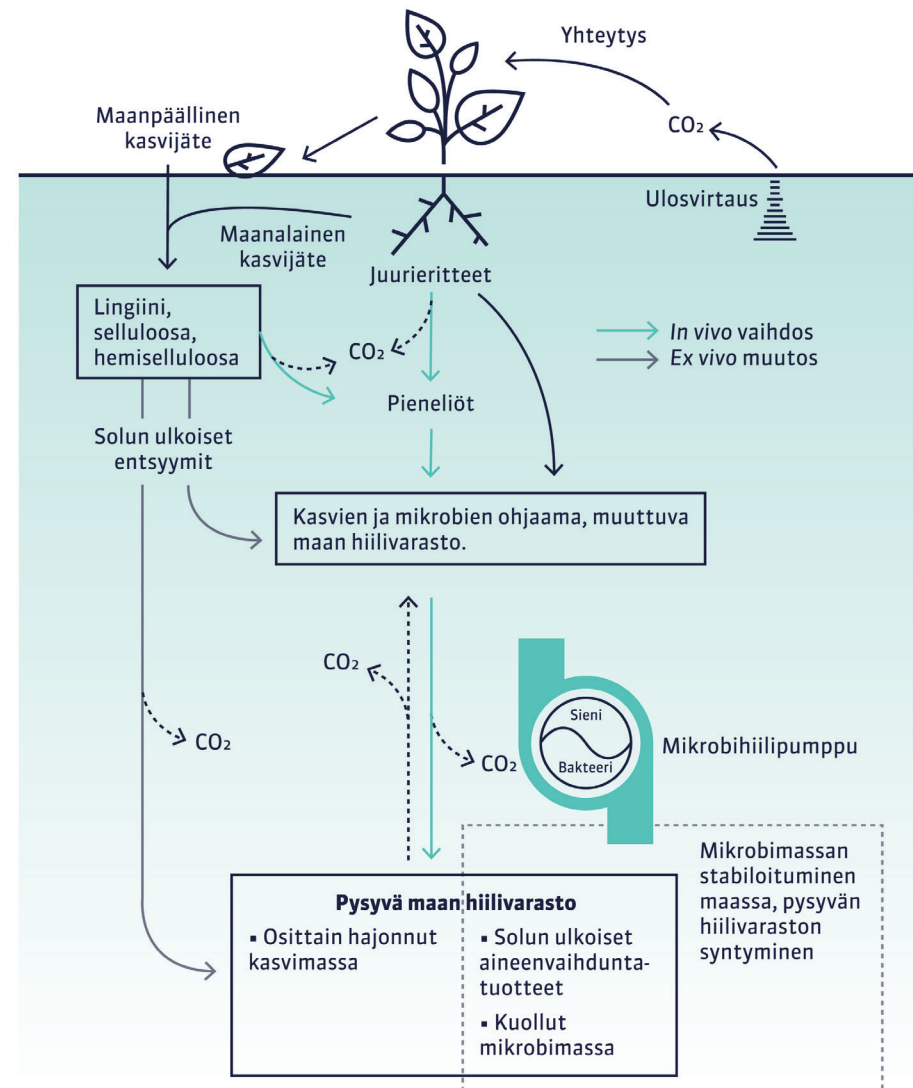 Yhteytys
Maanpäällinen
kasvijäte
CO₂
Ulosvirtaus
Maanalainen
kasvijäte
Juurieritteet
Lingiini,
selluloosa,
hemiselluloosa
CO₂
In vivo vaihdos
Ex vivo muutos
Pieneliöt
Solun ulkoiset
entsyymit
Kasvien ja mikrobien ohjaama, muuttuva
maan hiilivarasto.
CO₂
CO₂
CO₂
Sieni
Bakteeri
Mikrobihiilipumppu
Mikrobimassan
stabiloituminen
maassa, pysyvän
hiilivaraston
syntyminen
Pysyvä maan hiilivarasto
▪ Osittain hajonnut
kasvimassa
▪ Solun ulkoiset
aineenvaihdunta-
tuotteet
▪ Kuollut
mikrobimassa